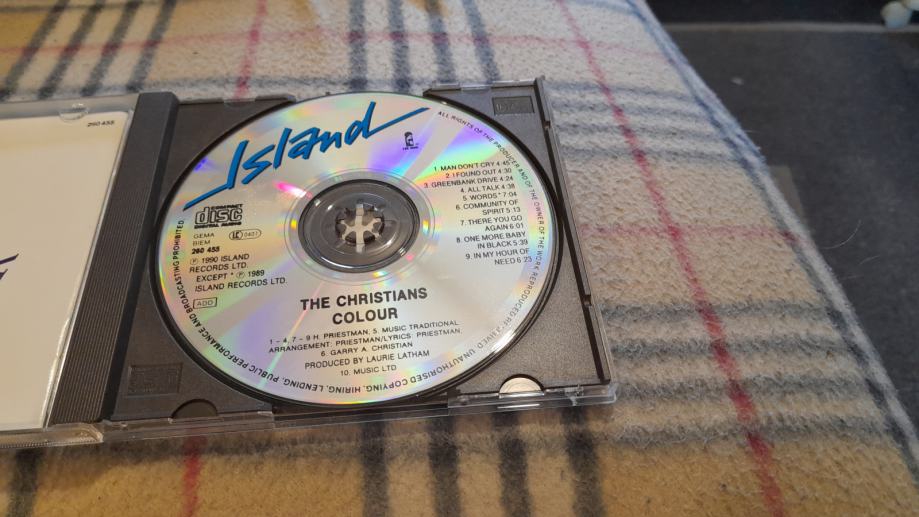 260 455
Island
ALL RIGHTS OF THE PRODUCER AND OF THE OWNER OF THE WORK REPRODUCED RESERVED. UNAUTHORISED COPYING, HIRING, LENDING, PUBLIC PERFORMANCE AND BROADCASTING PROHIBITED.
1. MAN DON'T CRY 4:45
2. I FOUND OUT 4:30
3. GREENBANK DRIVE 4:24
4. ALL TALK 4:38
5. WORDS* 7:04
6. COMMUNITY OF
SPIRIT 5:13
7. THERE YOU GO
AGAIN 6:01
8. ONE MORE BABY
IN BLACK 5:39
9. IN MY HOUR OF
NEED 6:23
COMPACT
disc
DIGITAL AUDIO
GEMA
BIEM
LC 0407
260 455
℗ 1990 ISLAND
RECORDS LTD.
EXCEPT * ℗ 1989
ISLAND RECORDS LTD.
ADD
THE CHRISTIANS
COLOUR
1 - 4, 7 - 9 H. PRIESTMAN, 5. MUSIC TRADITIONAL
ARRANGEMENT: PRIESTMAN/LYRICS: PRIESTMAN,
6. GARRY A. CHRISTIAN
PRODUCED BY LAURIE LATHAM
10. MUSIC LTD